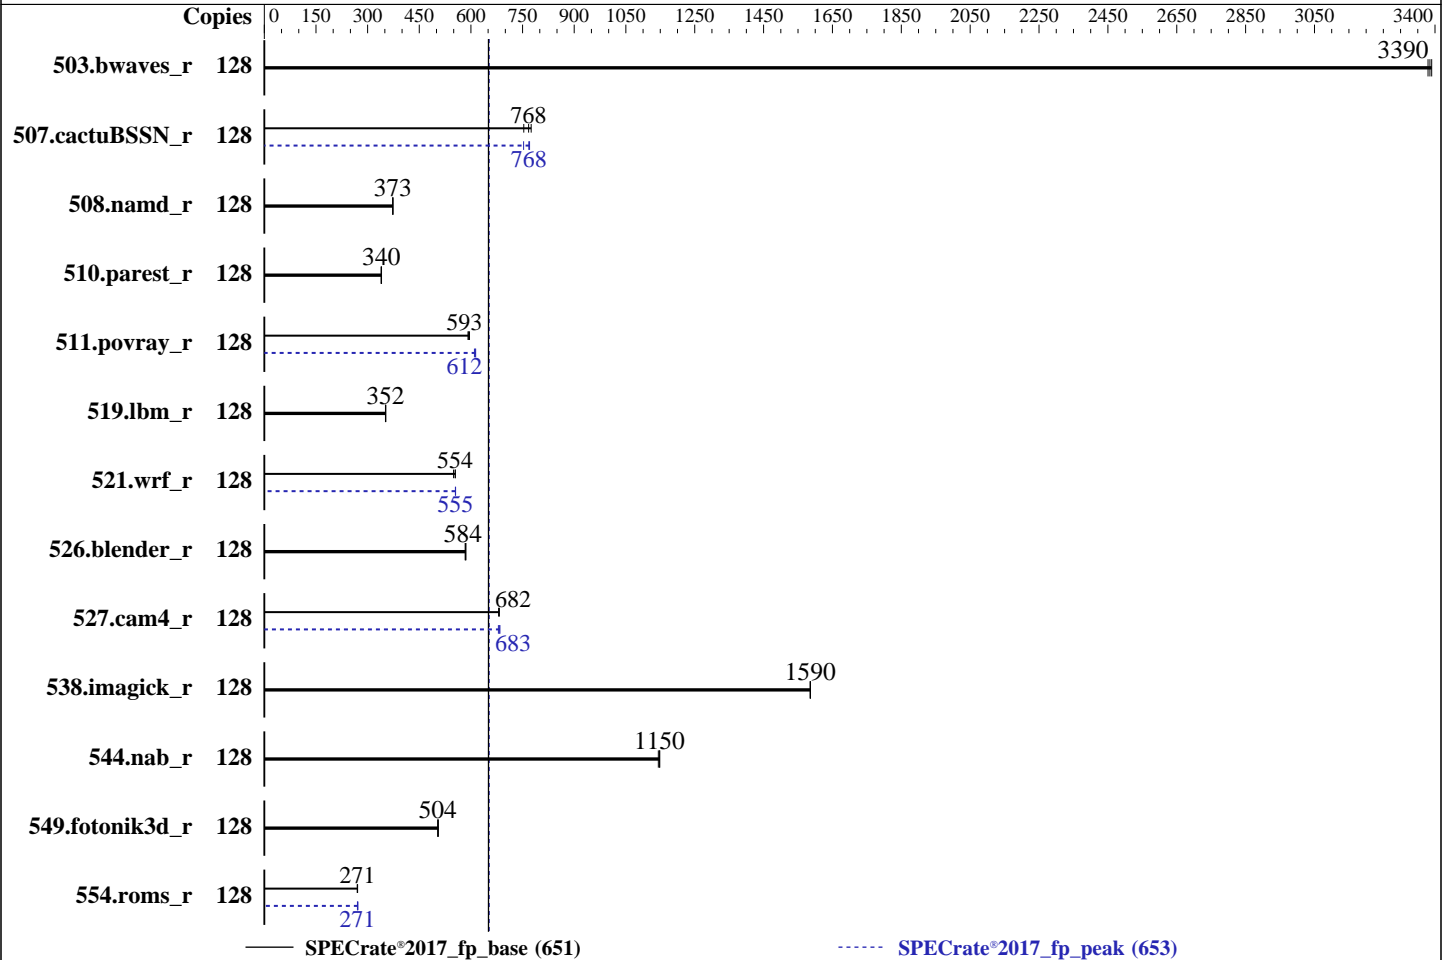 Copies 0 150 300 450 600 750 900 1050 1250 1450 1650 1850 2050 2250 2450 2650 2850 3050 3400
503.bwaves_r 128 3390
507.cactuBSSN_r 128 768
768
508.namd_r 128 373
510.parest_r 128 340
511.povray_r 128 593
612
519.lbm_r 128 352
521.wrf_r 128 554
555
526.blender_r 128 584
527.cam4_r 128 682
683
538.imagick_r 128 1590
544.nab_r 128 1150
549.fotonik3d_r 128 504
554.roms_r 128 271
271
SPECrate®2017_fp_base (651) SPECrate®2017_fp_peak (653)